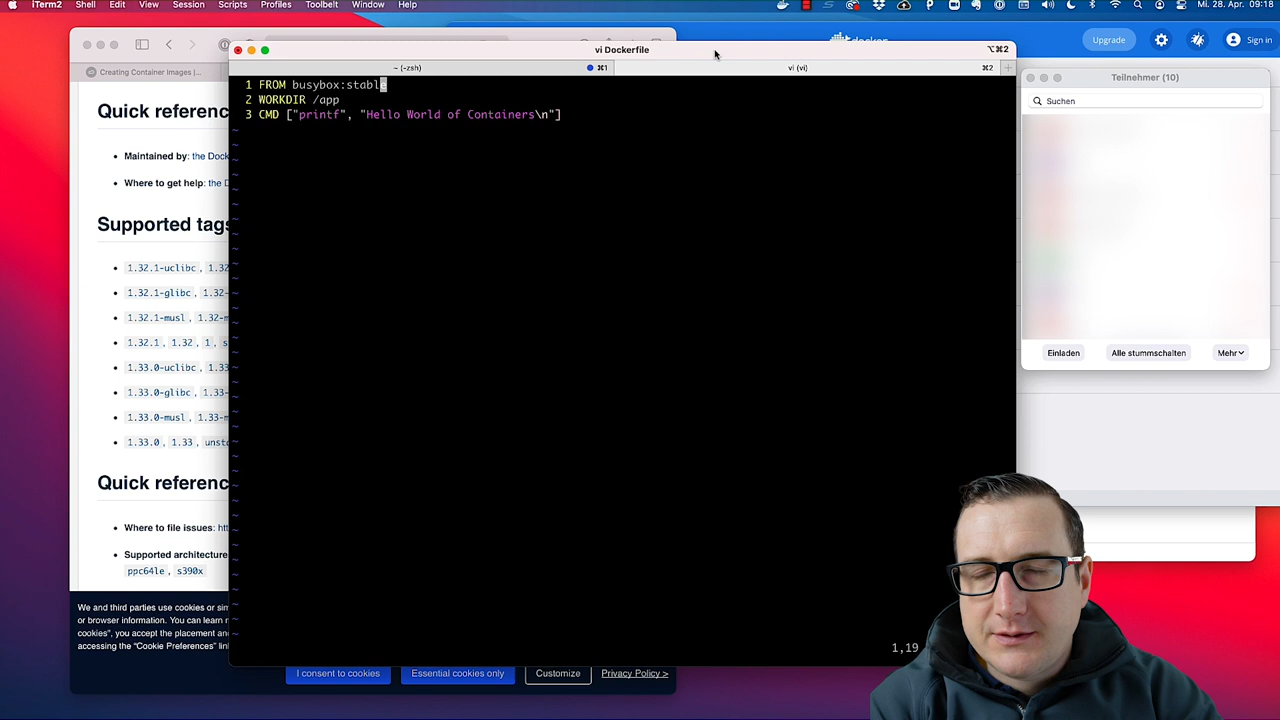 iTerm2 Shell Edit View Session Scripts Profiles Toolbelt Window Help
Mi. 28. Apr 09:18
vi Dockerfile
⌥⌘2
~ (-zsh) ⌘1
vi (vi) ⌘2
1 FROM busybox:stable
2 WORKDIR /app
3 CMD ["printf", "Hello World of Containers\n"]
1,19
Creating Container Images |...
Maintained by: the Dock
Where to get help: the D
Supported tags
1.32.1-uclibc, 1.32
1.32.1-glibc, 1.32-
1.32.1-musl, 1.32-m
1.32.1, 1.32, 1, s
1.33.0-uclibc, 1.33
1.33.0-glibc, 1.33-
1.33.0-musl, 1.33-m
1.33.0, 1.33, unst
Quick referenc
Where to file issues: htt
Supported architecture
ppc64le, s390x
We and third parties use cookies or sim
or browser information. You can learn
cookies", you accept the placement and
accessing the "Cookie Preferences" link
I consent to cookies
Essential cookies only
Customize
Privacy Policy >
docker
Upgrade
Sign in
Teilnehmer (10)
Suchen
Einladen
Alle stummschalten
Mehr